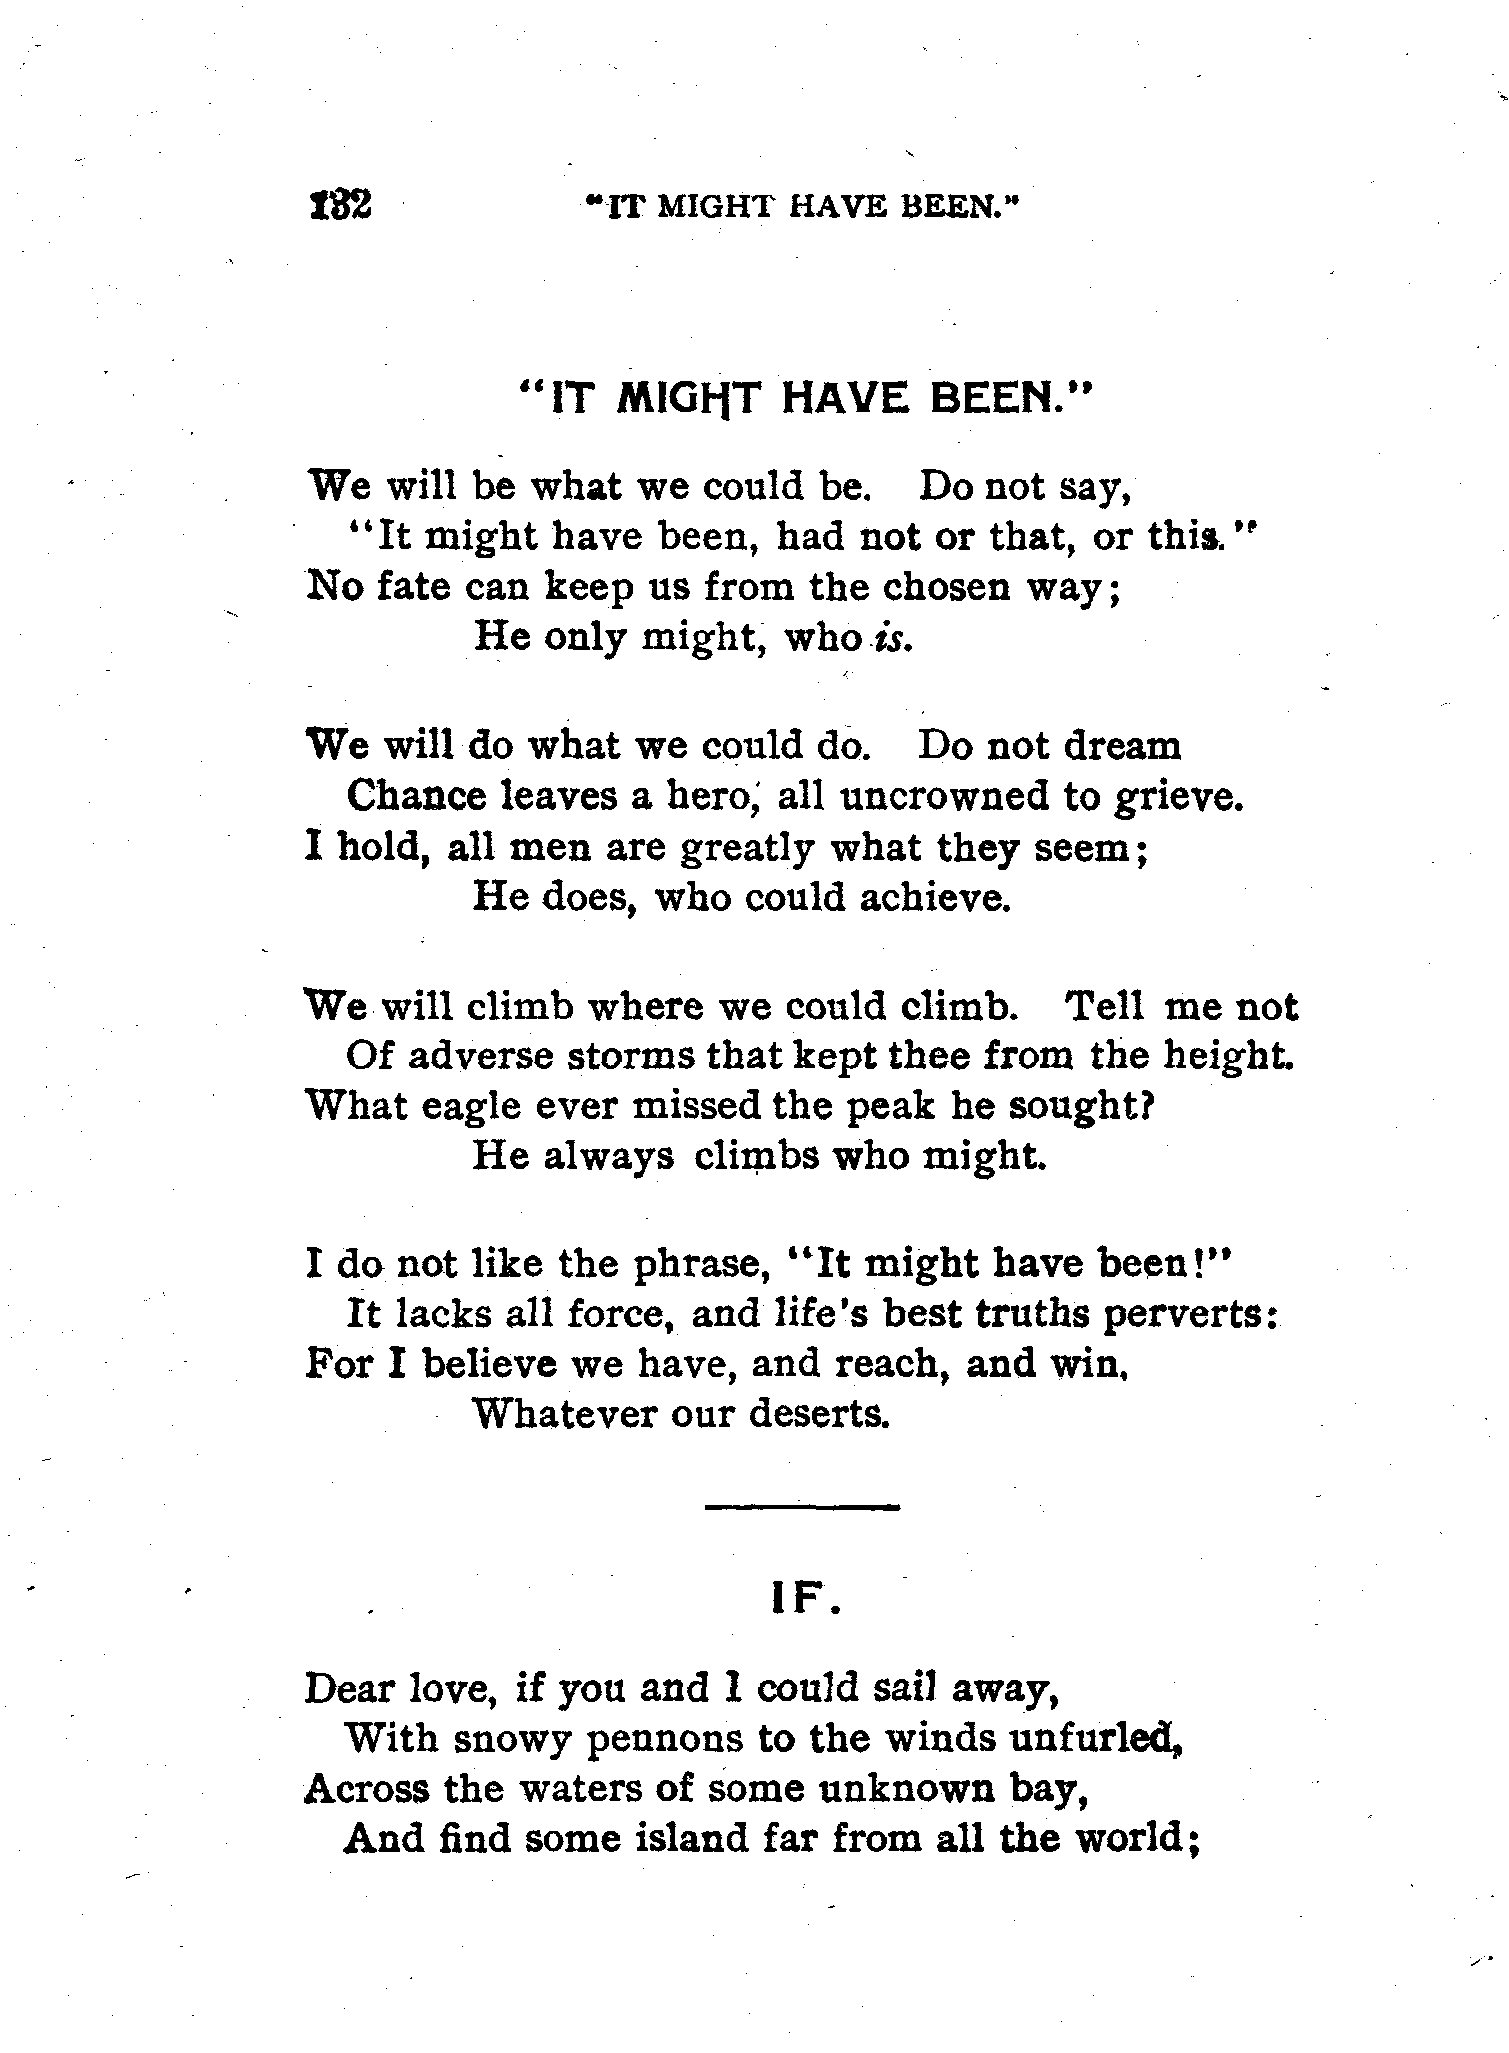 132 "IT MIGHT HAVE BEEN."
"IT MIGHT HAVE BEEN."
We will be what we could be. Do not say,
"It might have been, had not or that, or this."
No fate can keep us from the chosen way;
He only might, who is.
We will do what we could do. Do not dream
Chance leaves a hero, all uncrowned to grieve.
I hold, all men are greatly what they seem;
He does, who could achieve.
We will climb where we could climb. Tell me not
Of adverse storms that kept thee from the height.
What eagle ever missed the peak he sought?
He always climbs who might.
I do not like the phrase, "It might have been!"
It lacks all force, and life's best truths perverts:
For I believe we have, and reach, and win,
Whatever our deserts.
IF.
Dear love, if you and I could sail away,
With snowy pennons to the winds unfurled,
Across the waters of some unknown bay,
And find some island far from all the world;